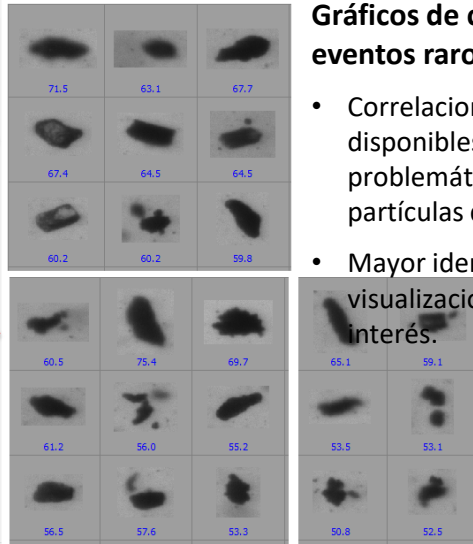 Gráficos de
eventos raro
• Correlacion
disponibles
problemát
partículas
• Mayor iden
visualizacio
interés.
71.5 63.1 67.7
67.4 64.5 64.5
60.2 60.2 59.8
60.5 75.4 69.7
61.2 56.0 55.2
56.5 57.6 53.3
65.1 59.1
53.5 53.1
50.8 52.5